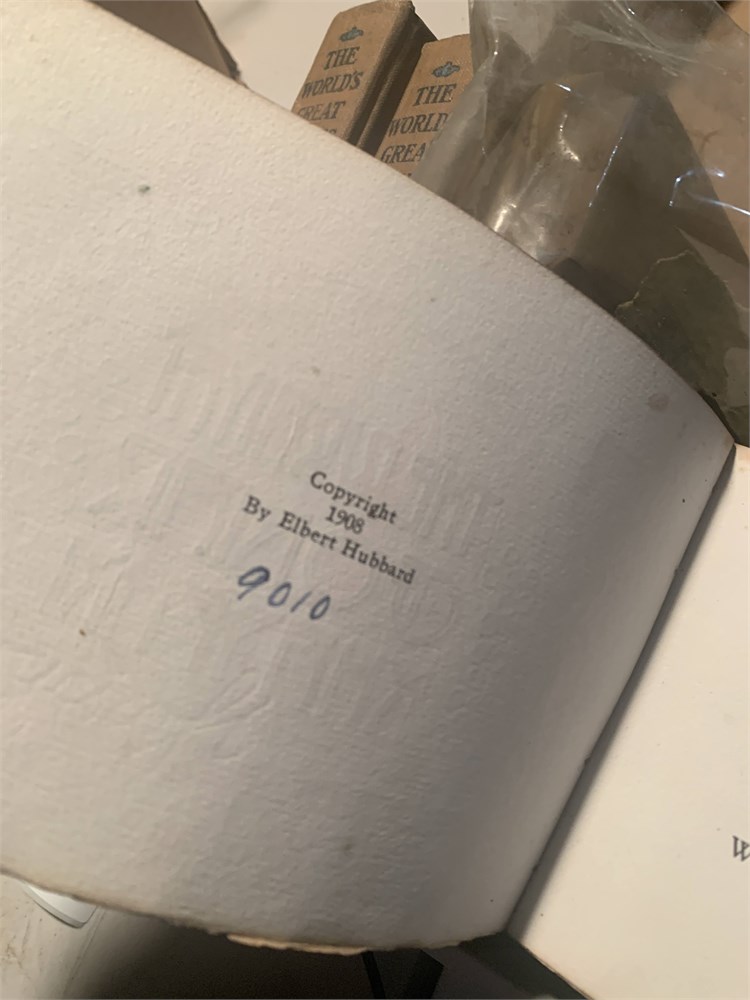 THE
WORLD'S
GREAT
THE
WORLD
GREA
Copyright
1908
By Elbert Hubbard
9010
W